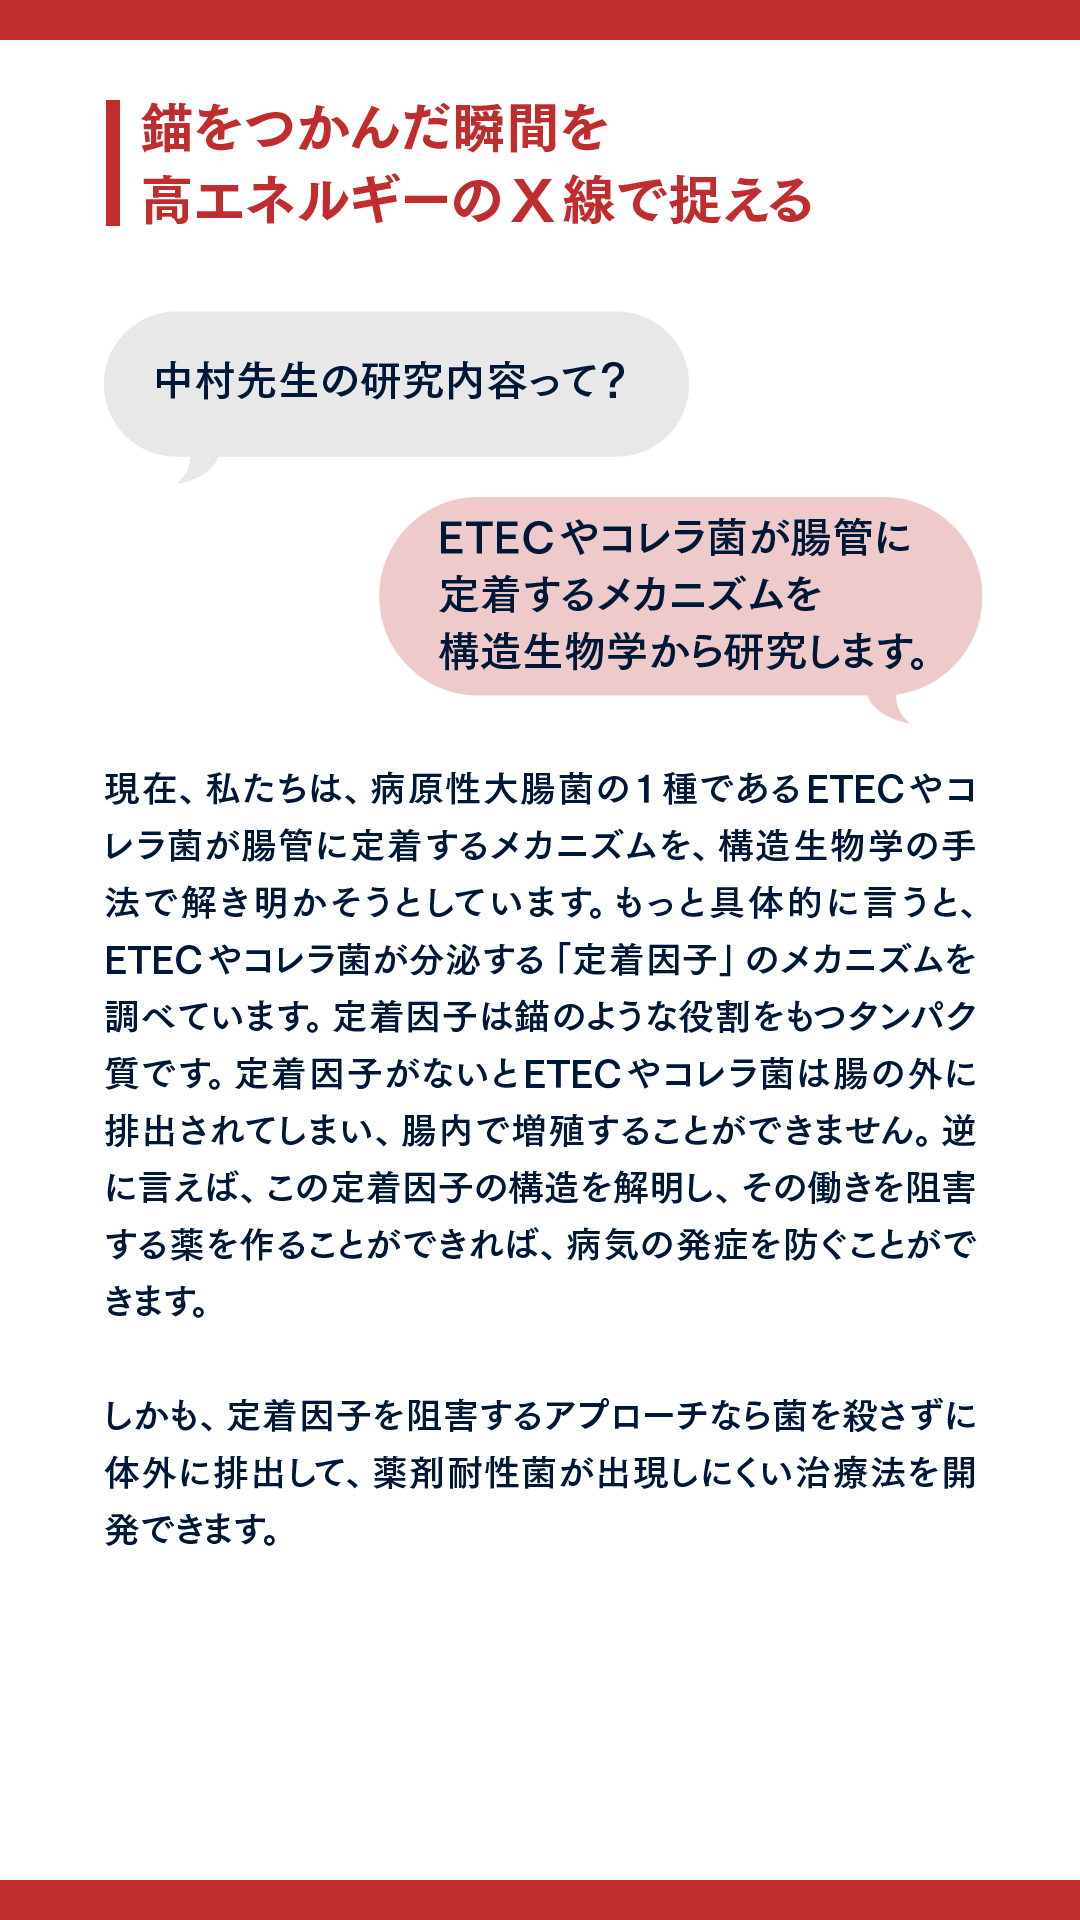 錨をつかんだ瞬間を
高エネルギーのX線で捉える
中村先生の研究内容って?
ETECやコレラ菌が腸管に
定着するメカニズムを
構造生物学から研究します。
現在、私たちは、病原性大腸菌の1種であるETECやコ
レラ菌が腸管に定着するメカニズムを、構造生物学の手
法で解き明かそうとしています。もっと具体的に言うと、
ETECやコレラ菌が分泌する「定着因子」のメカニズムを
調べています。定着因子は錨のような役割をもつタンパク
質です。定着因子がないとETECやコレラ菌は腸の外に
排出されてしまい、腸内で増殖することができません。逆
に言えば、この定着因子の構造を解明し、その働きを阻害
する薬を作ることができれば、病気の発症を防ぐことがで
きます。
しかも、定着因子を阻害するアプローチなら菌を殺さずに
体外に排出して、薬剤耐性菌が出現しにくい治療法を開
発できます。